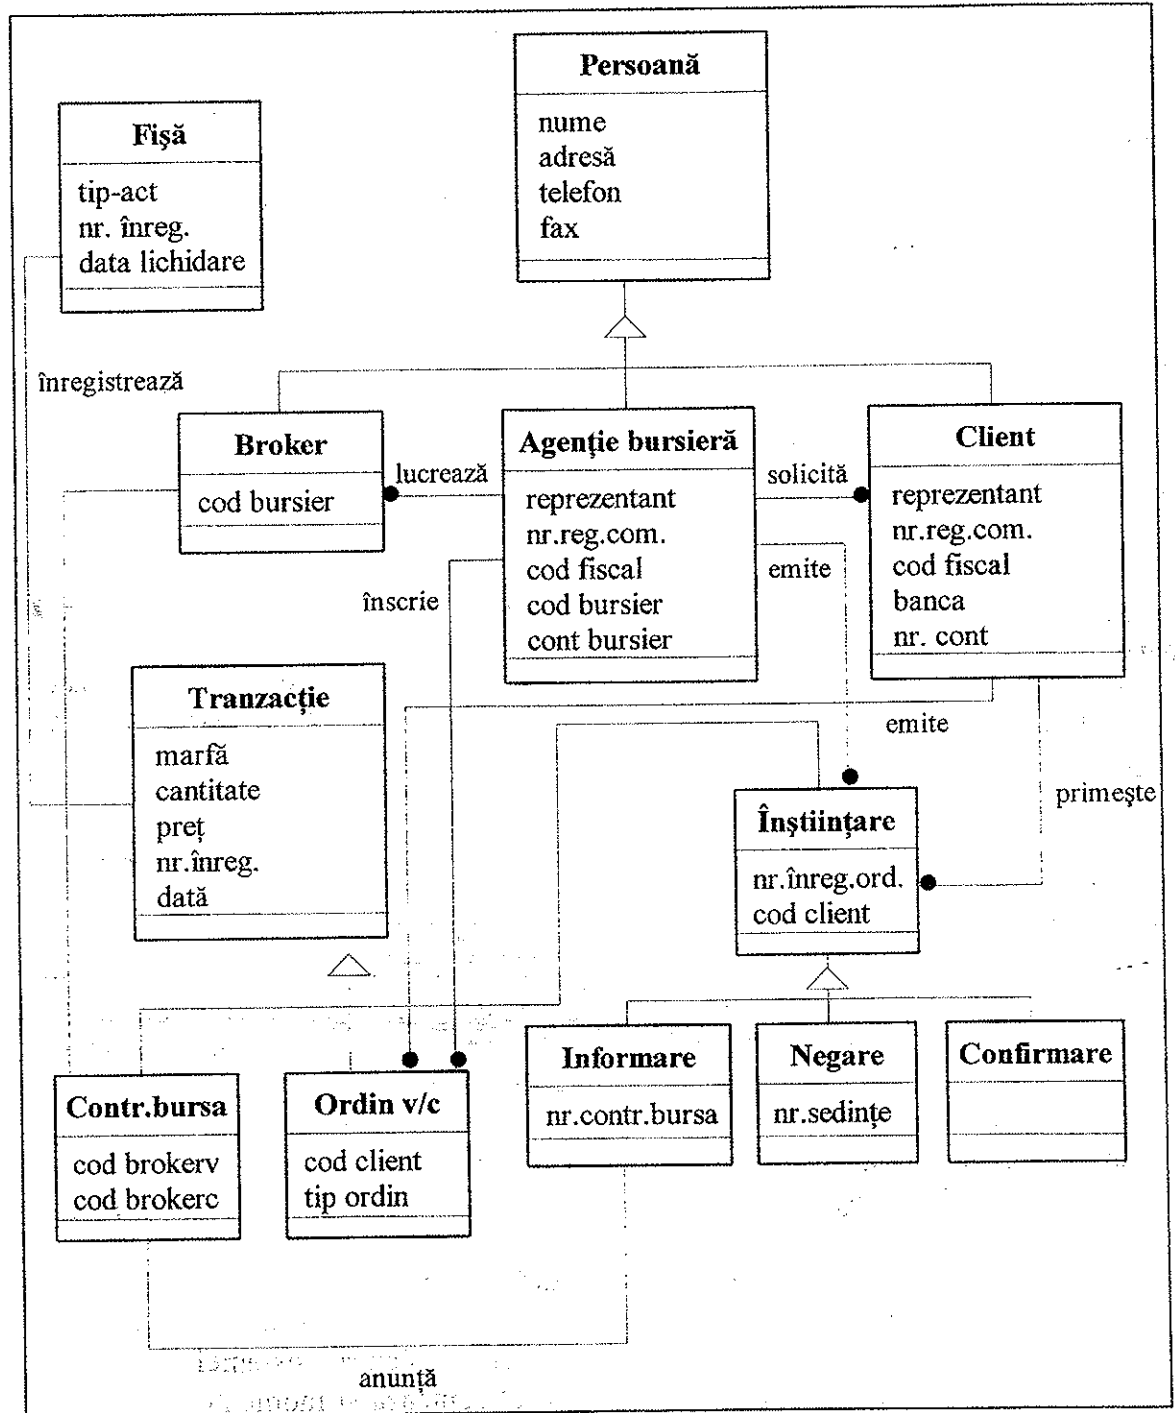 Persoană
nume
adresă
telefon
fax
Fişă
tip-act
nr. înreg.
data lichidare
înregistrează
Broker
cod bursier
lucrează
Agenţie bursieră
reprezentant
nr.reg.com.
cod fiscal
cod bursier
cont bursier
solicită
emite
Client
reprezentant
nr.reg.com.
cod fiscal
banca
nr. cont
înscrie
Tranzacţie
marfă
cantitate
preţ
nr.înreg.
dată
emite
primeşte
Înştiinţare
nr.înreg.ord.
cod client
Contr.bursa
cod brokerv
cod brokerc
Ordin v/c
cod client
tip ordin
Informare
nr.contr.bursa
Negare
nr.sedinţe
Confirmare
anunţă